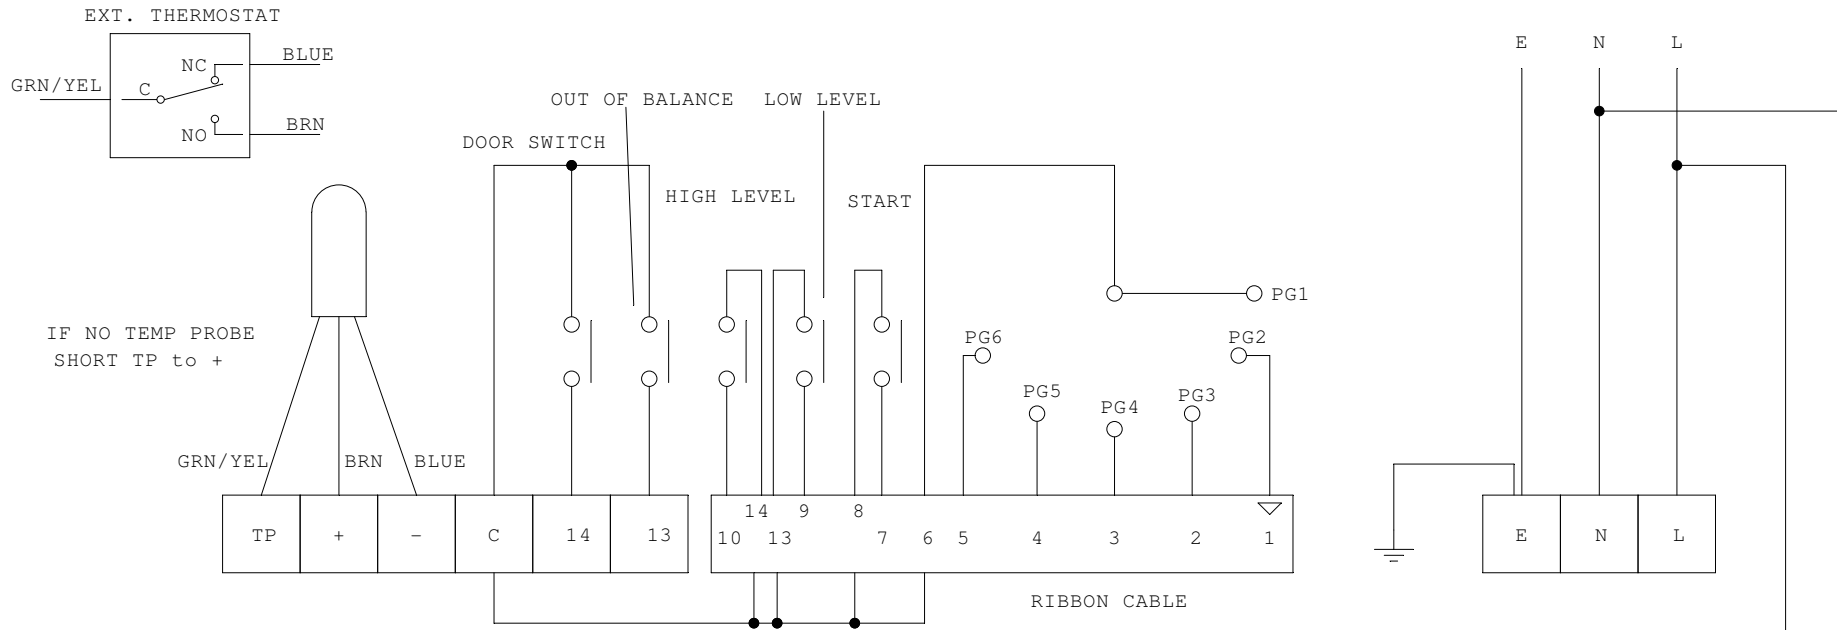 EXT. THERMOSTAT
NC
BLUE
GRN/YEL
C
NO
BRN
E
N
L
OUT OF BALANCE
LOW LEVEL
DOOR SWITCH
HIGH LEVEL
START
PG1
IF NO TEMP PROBE
SHORT TP to +
PG6
PG2
PG5
PG4
PG3
GRN/YEL
BRN
BLUE
TP
+
−
C
14
13
10
14
13
9
8
7
6
5
4
3
2
1
E
N
L
RIBBON CABLE